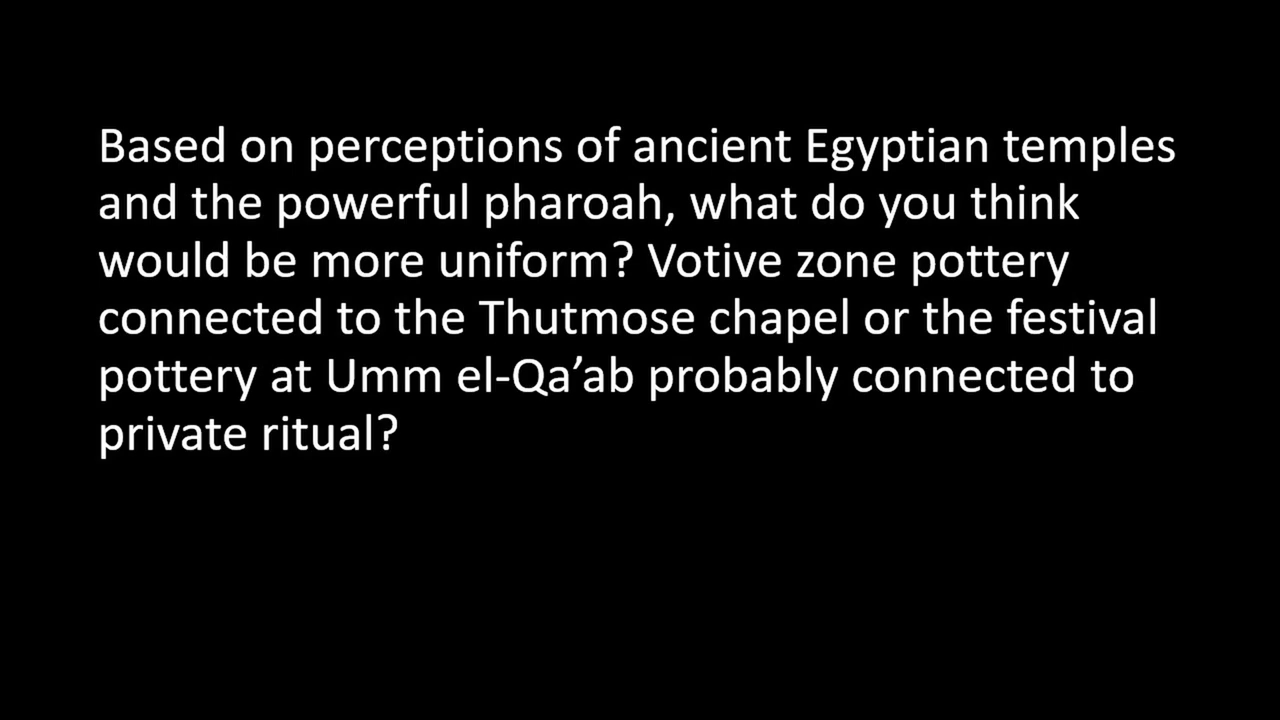 Based on perceptions of ancient Egyptian temples
and the powerful pharoah, what do you think
would be more uniform? Votive zone pottery
connected to the Thutmose chapel or the festival
pottery at Umm el-Qa’ab probably connected to
private ritual?